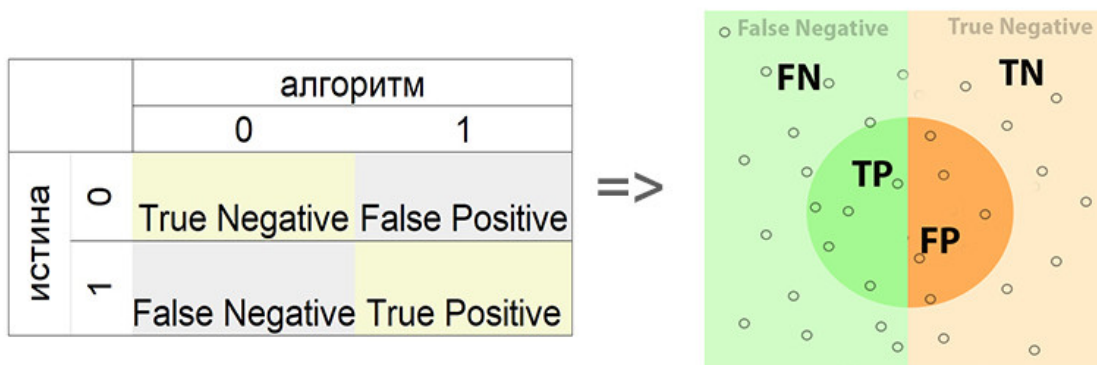 алгоритм
0 1
истина
0
True Negative False Positive
1
False Negative True Positive
=>
False Negative True Negative
FN TN
TP
FP